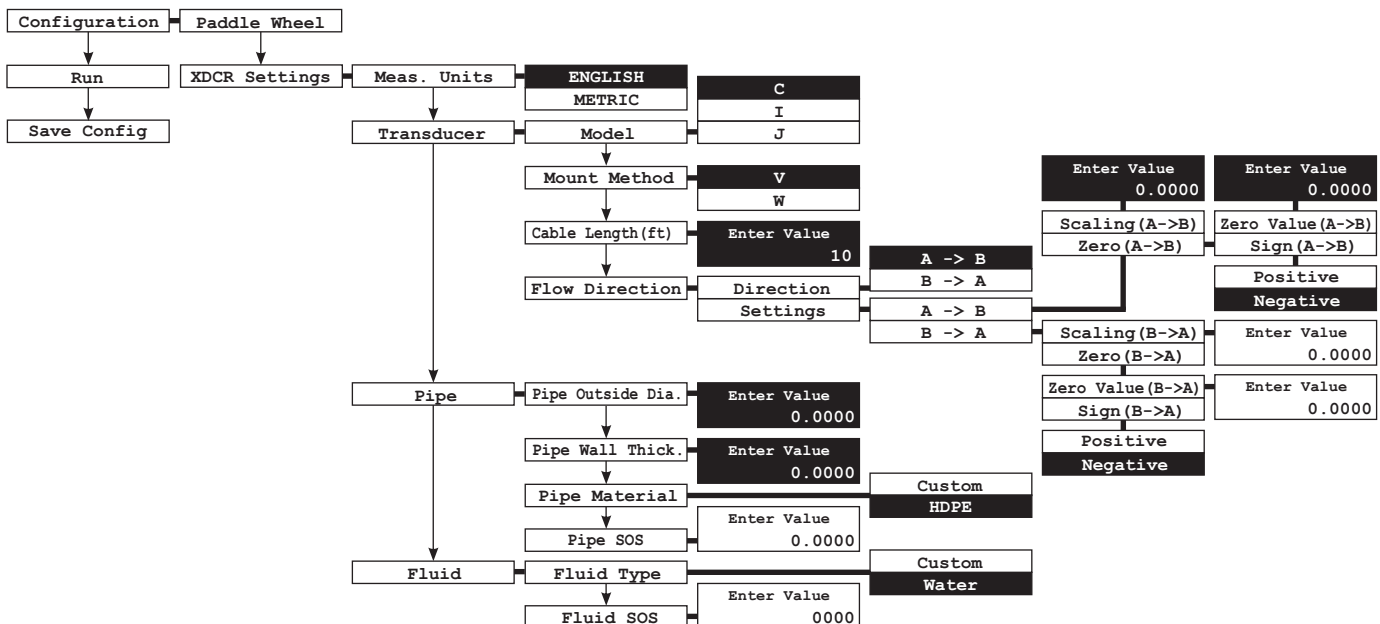 Configuration
Paddle Wheel
Run
XDCR Settings
Meas. Units
ENGLISH
METRIC
C
I
J
Save Config
Transducer
Model
Mount Method
V
W
Cable Length(ft)
Enter Value
10
Flow Direction
Direction
Settings
A -> B
B -> A
A -> B
B -> A
Enter Value
0.0000
Scaling(A->B)
Zero(A->B)
Enter Value
0.0000
Zero Value(A->B)
Sign(A->B)
Positive
Negative
Scaling(B->A)
Zero(B->A)
Enter Value
0.0000
Zero Value(B->A)
Sign(B->A)
Enter Value
0.0000
Positive
Negative
Pipe
Pipe Outside Dia.
Enter Value
0.0000
Pipe Wall Thick.
Enter Value
0.0000
Pipe Material
Custom
HDPE
Pipe SOS
Enter Value
0.0000
Fluid
Fluid Type
Custom
Water
Fluid SOS
Enter Value
0000